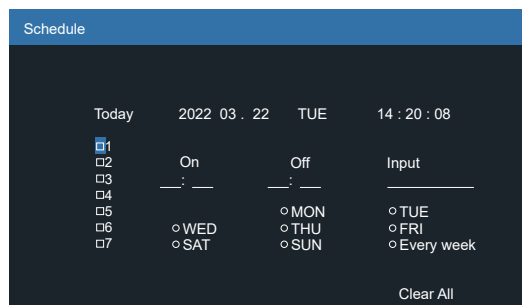 Schedule
Today 2022 03 . 22 TUE 14 : 20 : 08
1
2 On Off Input
3 __: __ __: __ ________
4
5 MON TUE
6 WED THU FRI
7 SAT SUN Every week
Clear All